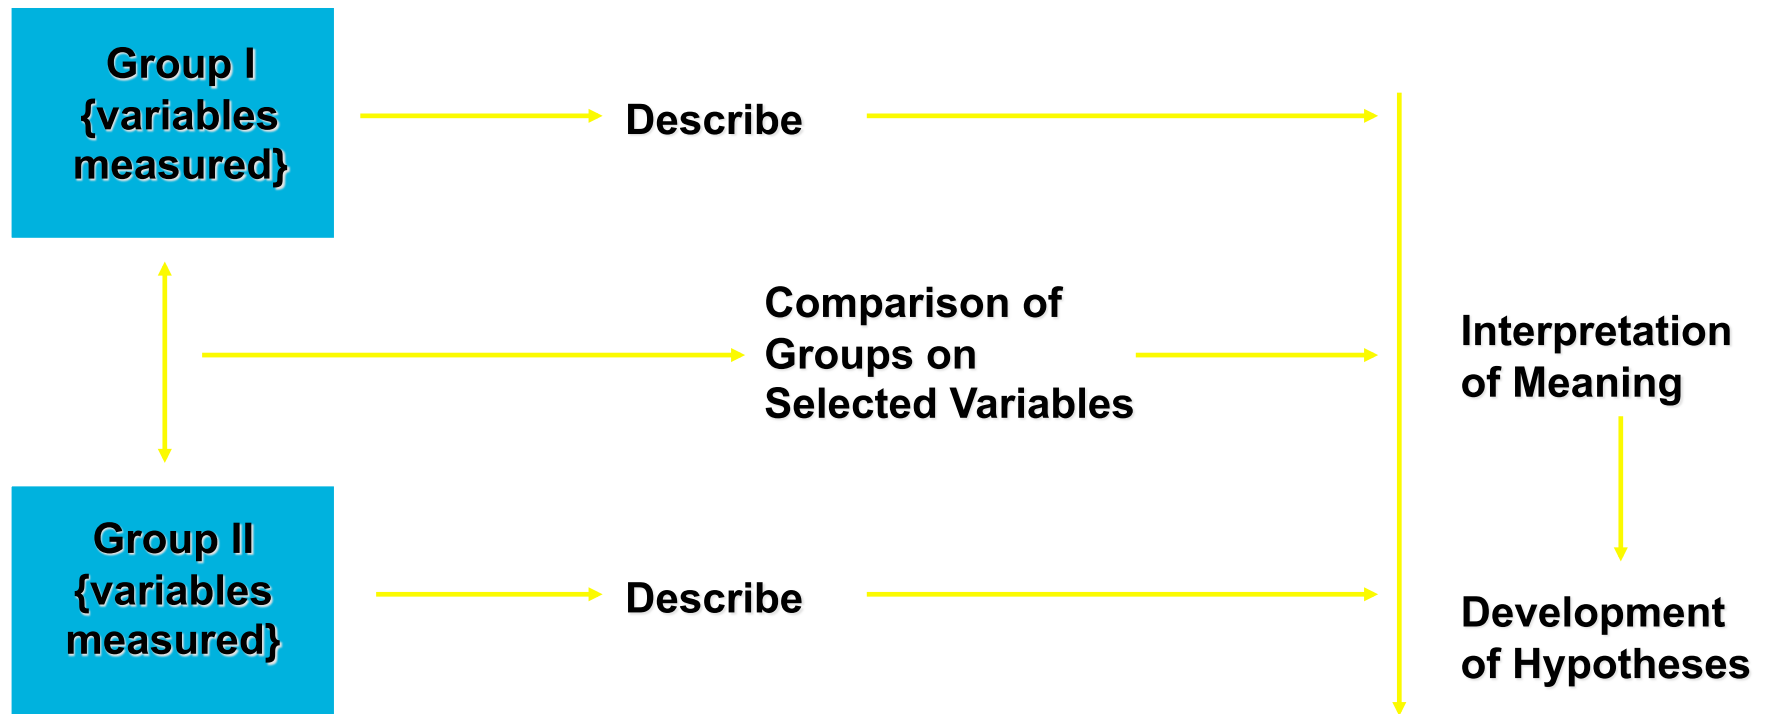 Group I
{variables
measured}
Describe
Comparison of
Groups on
Selected Variables
Interpretation
of Meaning
Group II
{variables
measured}
Describe
Development
of Hypotheses